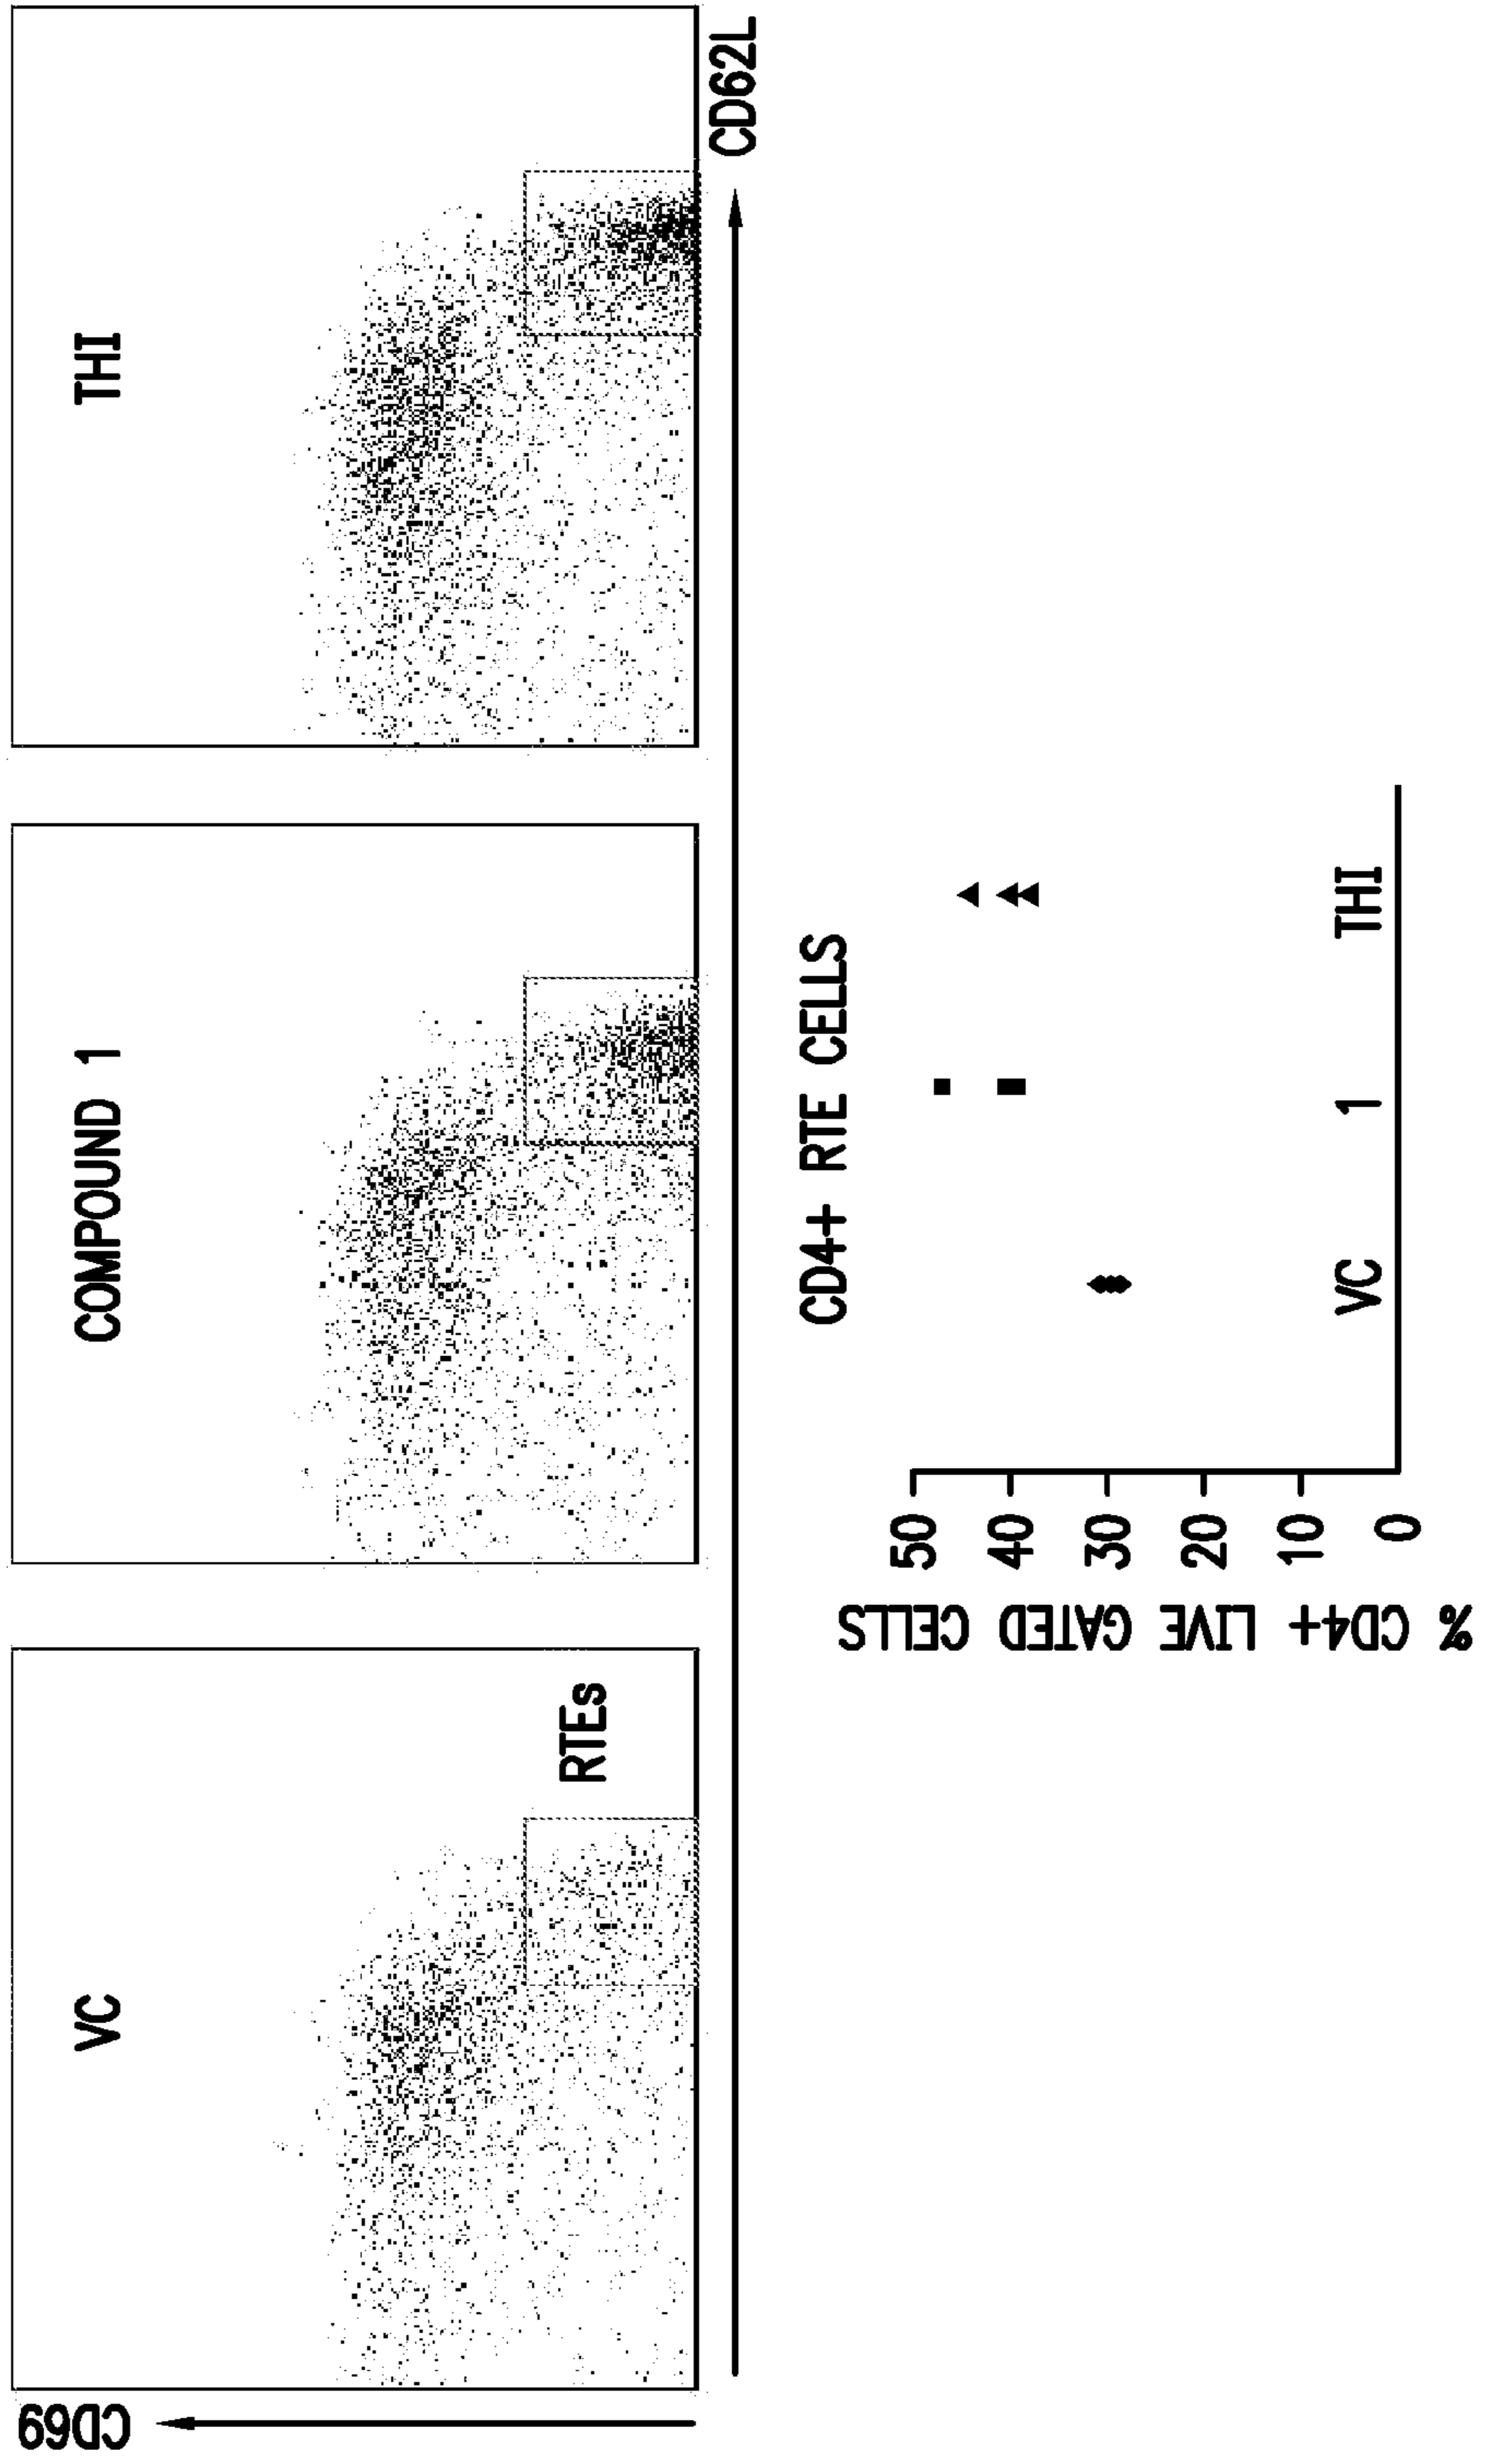 VC
COMPOUND 1
THI
CD69
RTEs
CD62L
CD4+ RTE CELLS
% CD4+ LIVE GATED CELLS
50
40
30
20
10
0
VC
1
THI